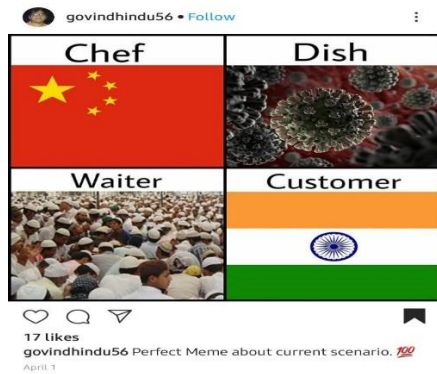 govindhindu56 • Follow
Chef
Dish
Waiter
Customer
17 likes
govindhindu56 Perfect Meme about current scenario. 💯
April 1